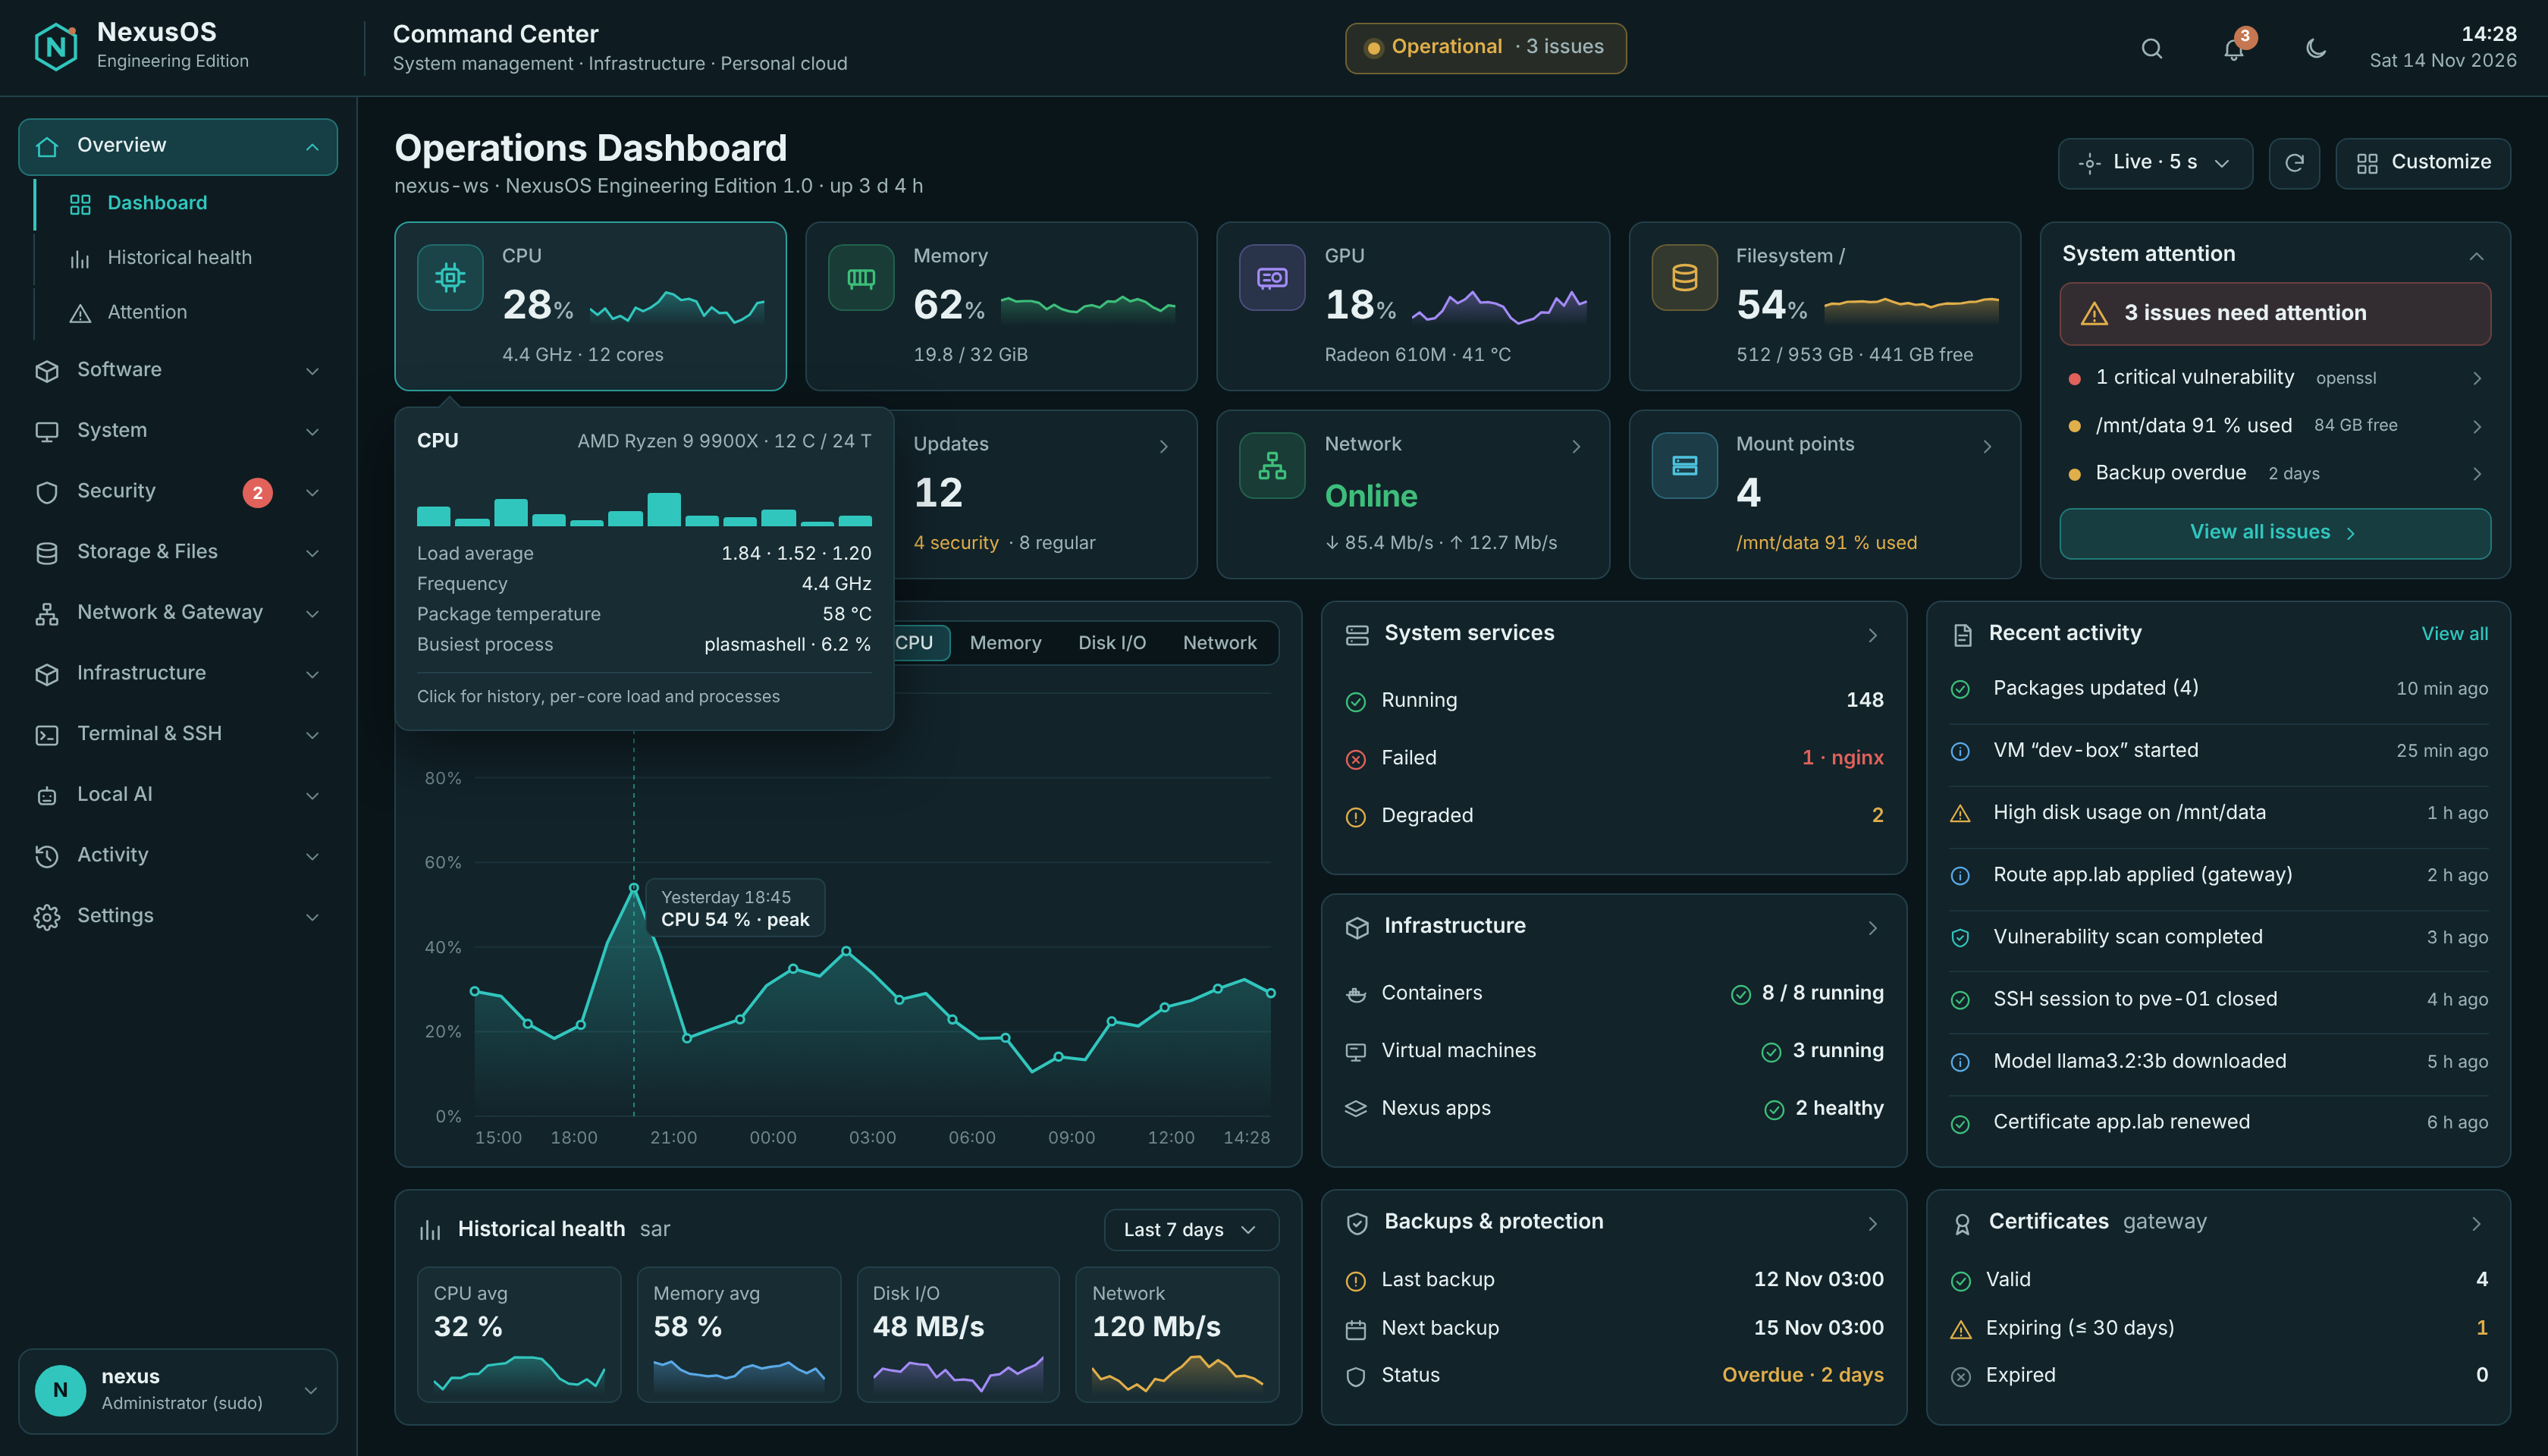 NexusOS
Engineering Edition
Command Center
System management · Infrastructure · Personal cloud
Operational · 3 issues
3
14:28
Sat 14 Nov 2026
Overview
Dashboard
Historical health
Attention
Software
System
Security 2
Storage & Files
Network & Gateway
Infrastructure
Terminal & SSH
Local AI
Activity
Settings
N
nexus
Administrator (sudo)
Operations Dashboard
nexus-ws · NexusOS Engineering Edition 1.0 · up 3 d 4 h
Live · 5 s
Customize
CPU
28%
4.4 GHz · 12 cores
Memory
62%
19.8 / 32 GiB
GPU
18%
Radeon 610M · 41 °C
Filesystem /
54%
512 / 953 GB · 441 GB free
System attention
3 issues need attention
1 critical vulnerability openssl
/mnt/data 91 % used 84 GB free
Backup overdue 2 days
View all issues
CPU AMD Ryzen 9 9900X · 12 C / 24 T
Load average 1.84 · 1.52 · 1.20
Frequency 4.4 GHz
Package temperature 58 °C
Busiest process plasmashell · 6.2 %
Click for history, per-core load and processes
Updates
12
4 security · 8 regular
Network
Online
↓ 85.4 Mb/s · ↑ 12.7 Mb/s
Mount points
4
/mnt/data 91 % used
CPU Memory Disk I/O Network
80%
60%
40%
20%
0%
Yesterday 18:45
CPU 54 % · peak
15:00 18:00 21:00 00:00 03:00 06:00 09:00 12:00 14:28
System services
Running 148
Failed 1 · nginx
Degraded 2
Infrastructure
Containers 8 / 8 running
Virtual machines 3 running
Nexus apps 2 healthy
Recent activity View all
Packages updated (4) 10 min ago
VM “dev-box” started 25 min ago
High disk usage on /mnt/data 1 h ago
Route app.lab applied (gateway) 2 h ago
Vulnerability scan completed 3 h ago
SSH session to pve-01 closed 4 h ago
Model llama3.2:3b downloaded 5 h ago
Certificate app.lab renewed 6 h ago
Historical health sar
Last 7 days
CPU avg
32 %
Memory avg
58 %
Disk I/O
48 MB/s
Network
120 Mb/s
Backups & protection
Last backup 12 Nov 03:00
Next backup 15 Nov 03:00
Status Overdue · 2 days
Certificates gateway
Valid 4
Expiring (≤ 30 days) 1
Expired 0